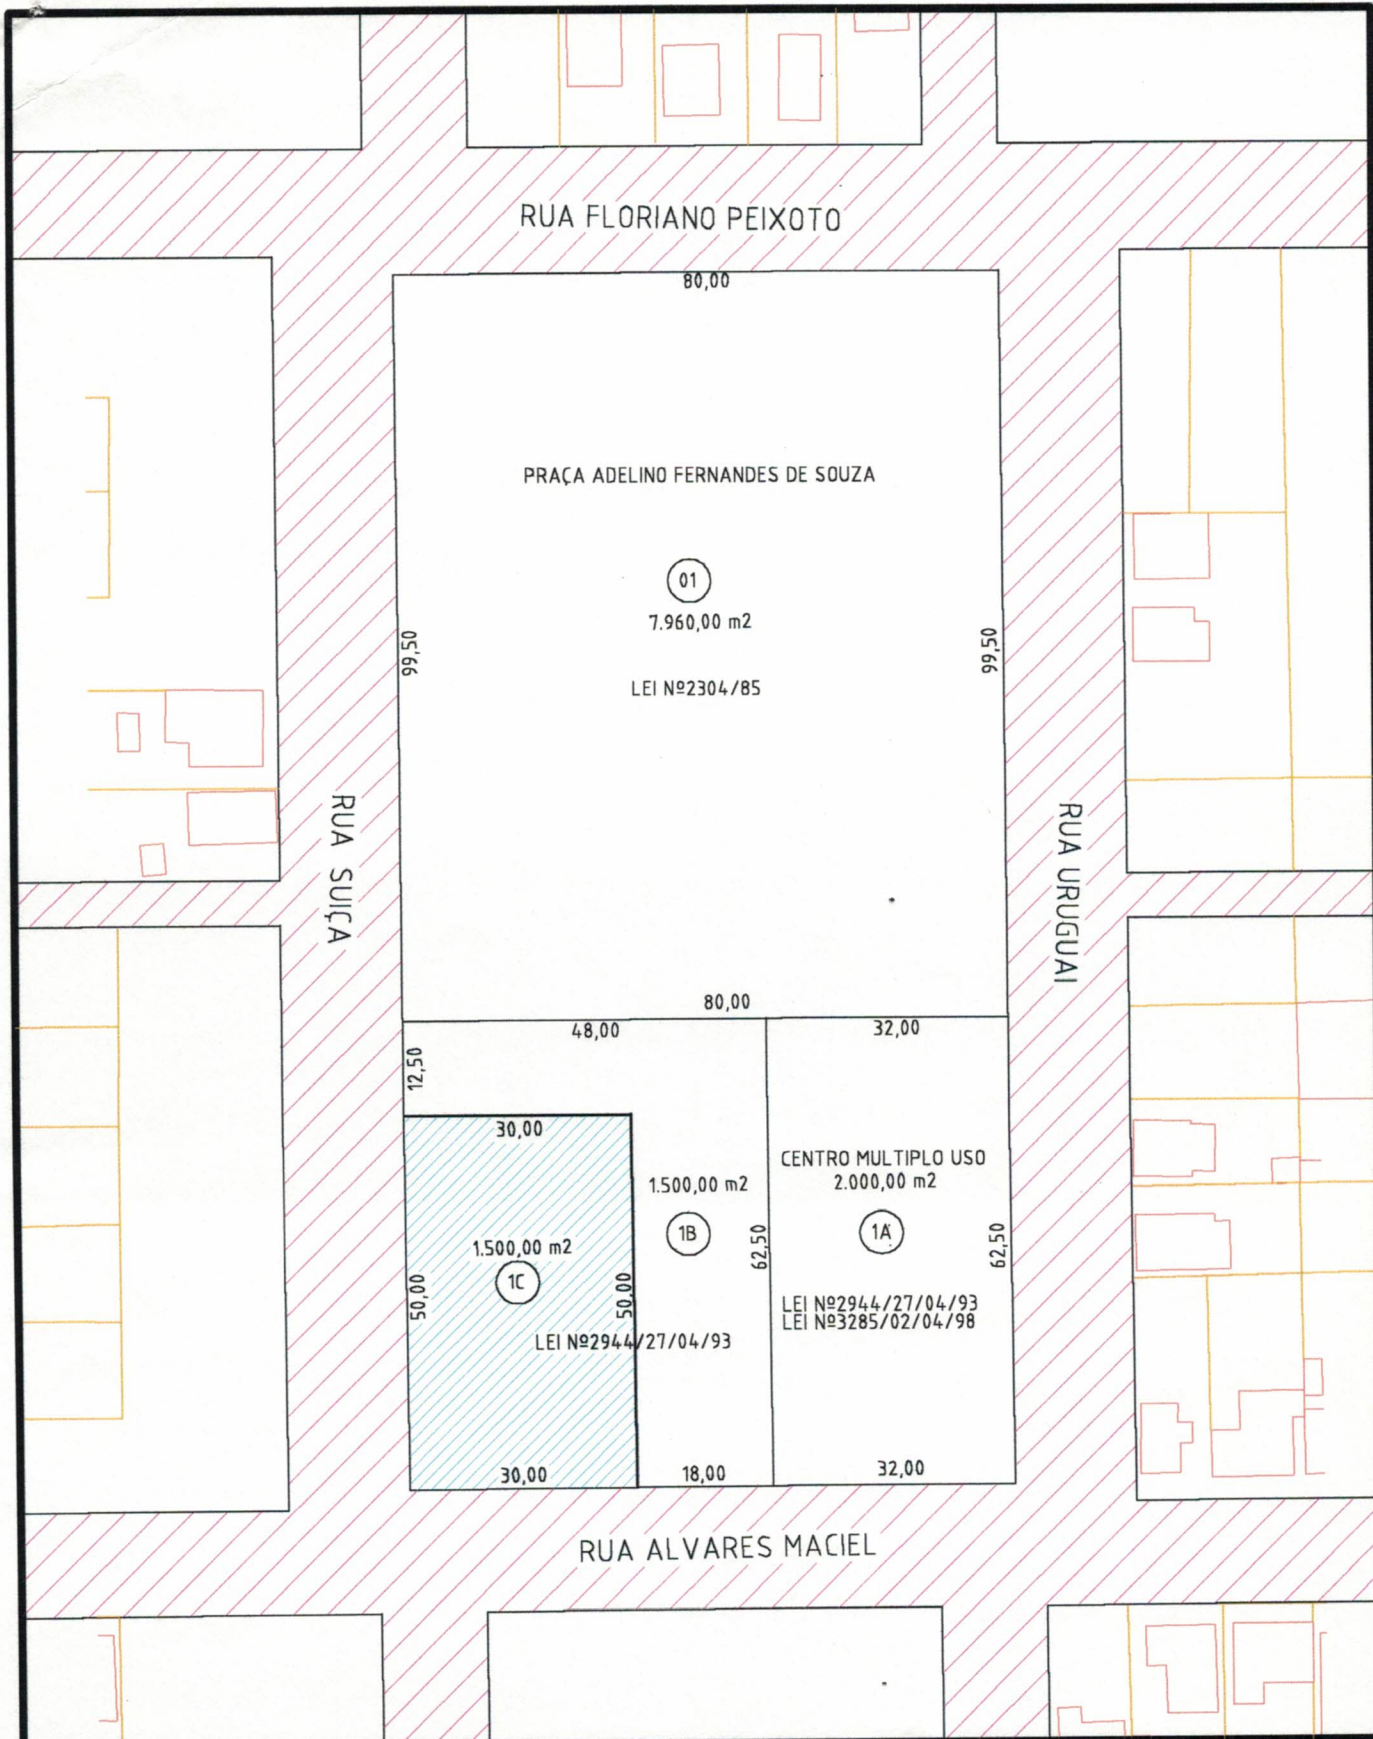 RUA FLORIANO PEIXOTO
80,00
PRAÇA ADELINO FERNANDES DE SOUZA
01
7.960,00 m2
99,50
99,50
LEI Nº2304/85
RUA SUIÇA
RUA URUGUAI
80,00
48,00
32,00
12,50
30,00
CENTRO MULTIPLO USO
2.000,00 m2
1.500,00 m2
1B
1A
62,50
62,50
1.500,00 m2
1C
50,00
50,00
LEI Nº2944/27/04/93
LEI Nº3285/02/04/98
LEI Nº2944/27/04/93
30,00
18,00
32,00
RUA ALVARES MACIEL